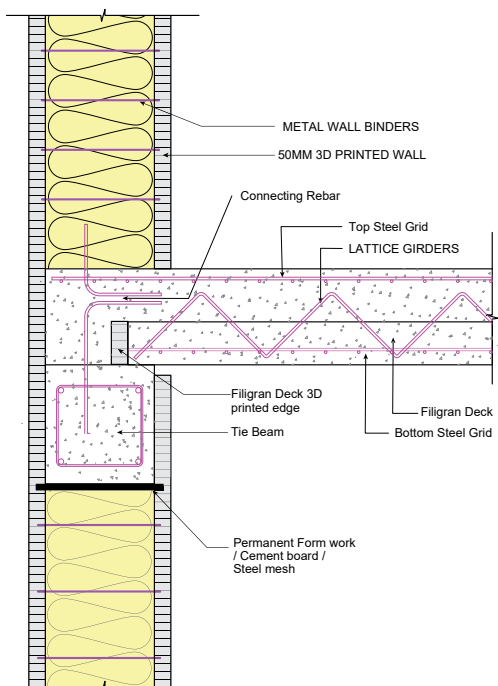 METAL WALL BINDERS
50MM 3D PRINTED WALL
Connecting Rebar
Top Steel Grid
LATTICE GIRDERS
Filigran Deck 3D
printed edge
Filigran Deck
Tie Beam
Bottom Steel Grid
Permanent Form work
/ Cement board /
Steel mesh